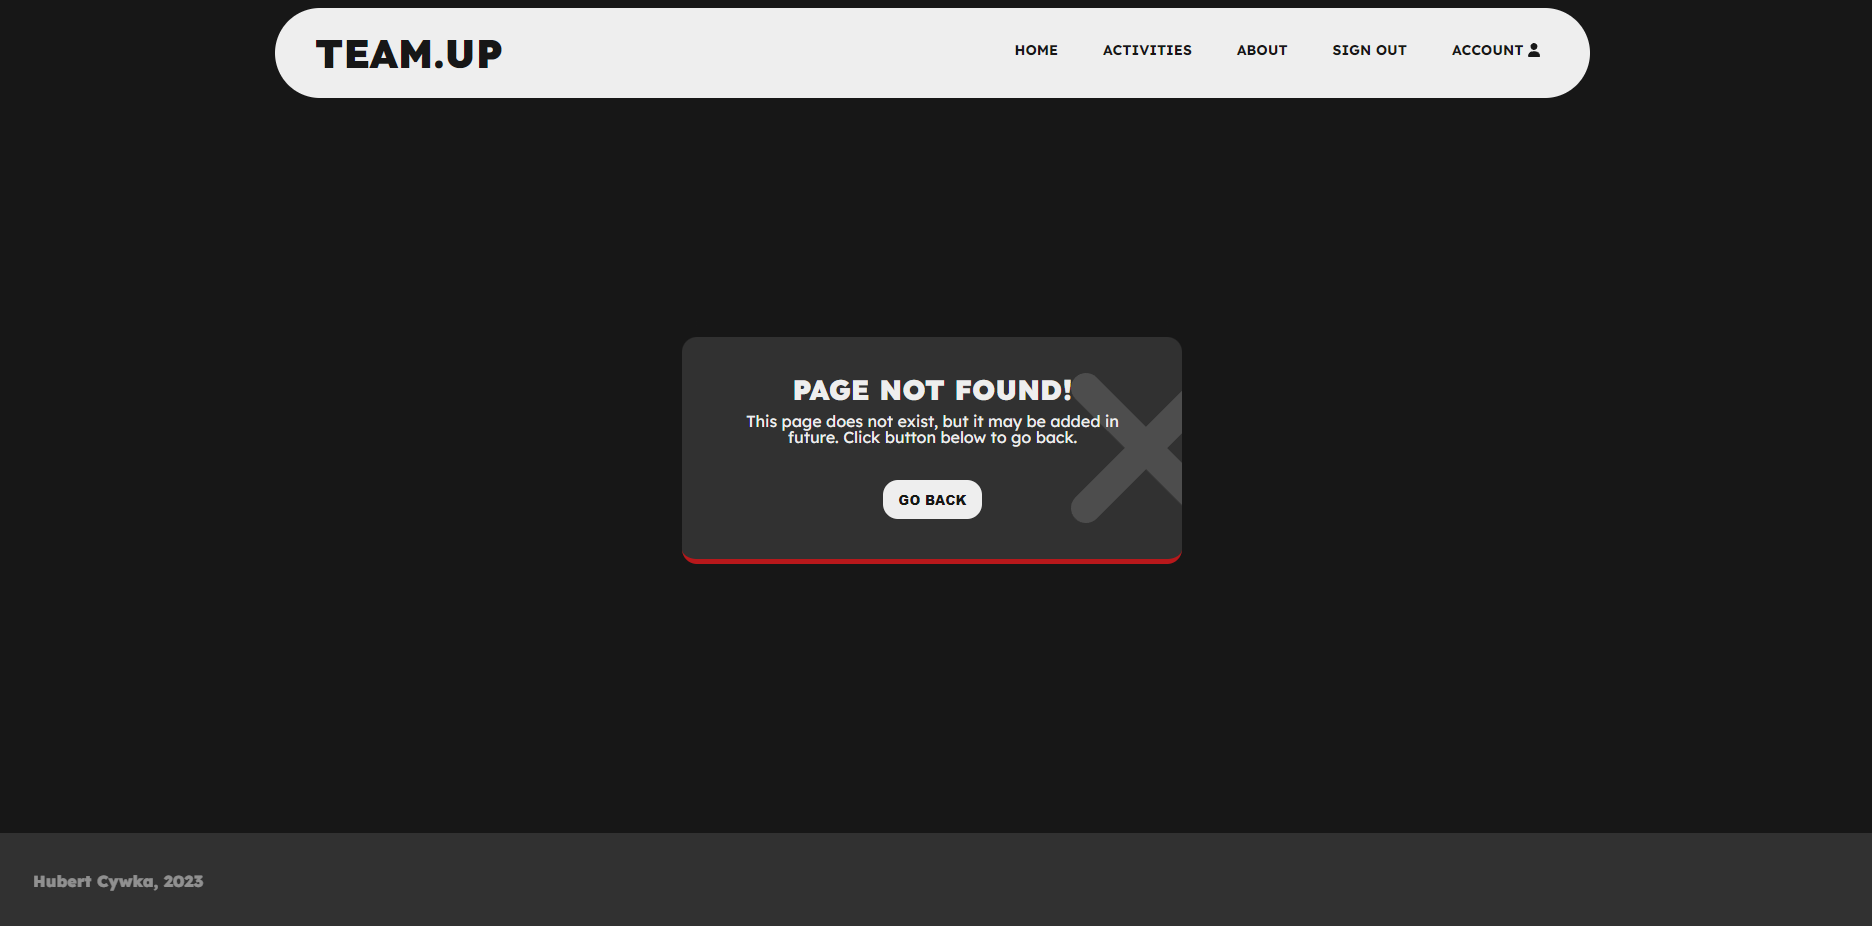 TEAM.UP
HOME ACTIVITIES ABOUT SIGN OUT ACCOUNT
PAGE NOT FOUND!
This page does not exist, but it may be added in
future. Click button below to go back.
GO BACK
Hubert Cywka, 2023